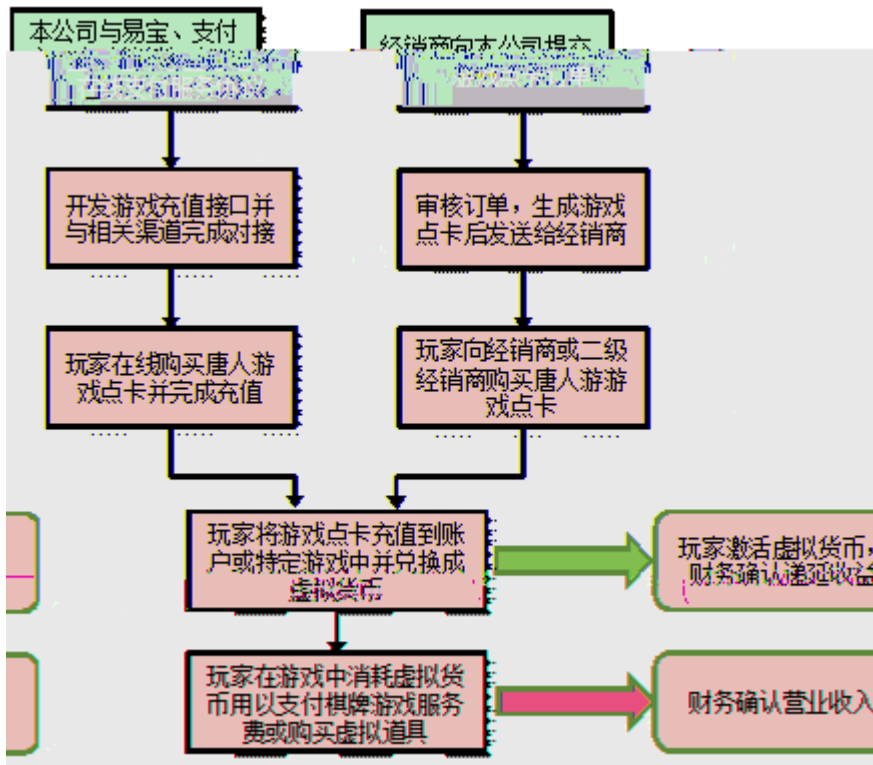 本公司与易宝、支付
经销商向本公司提交
开发游戏充值接口并
与相关渠道完成对接
审核订单，生成游戏
点卡后发送给经销商
玩家在线购买唐人游
戏点卡并完成充值
玩家向经销商或二级
经销商购买唐人游游
戏点卡
玩家将游戏点卡充值到账
户或特定游戏中并兑换成
虚拟货币
玩家激活虚拟货币，
财务确认递延收益
玩家在游戏中消耗虚拟货
币用以支付棋牌游戏服务
费或购买虚拟道具
财务确认营业收入